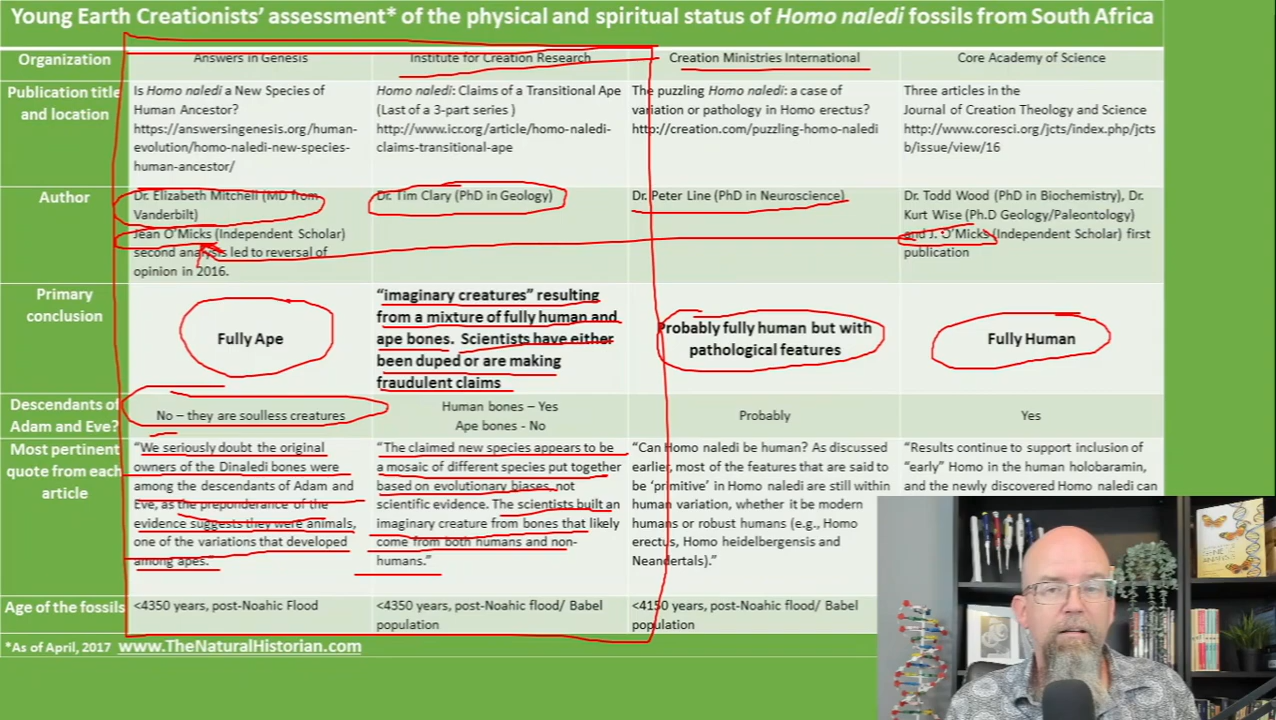 Young Earth Creationists’ assessment* of the physical and spiritual status of Homo naledi fossils from South Africa
Organization
Answers in Genesis
Institute for Creation Research
Creation Ministries International
Core Academy of Science
Publication title
and location
Is Homo naledi a New Species of
Human Ancestor?
https://answersingenesis.org/human-
evolution/homo-naledi-new-species-
human-ancestor/
Homo naledi: Claims of a Transitional Ape
(Last of a 3-part series )
http://www.icr.org/article/homo-naledi-
claims-transitional-ape
The puzzling Homo naledi: a case of
variation or pathology in Homo erectus?
http://creation.com/puzzling-homo-naledi
Three articles in the
Journal of Creation Theology and Science
http://www.coresci.org/jcts/index.php/jcts
b/issue/view/16
Author
Dr. Elizabeth Mitchell (MD from
Vanderbilt)
Jean O’Micks (Independent Scholar)
second analysis led to reversal of
opinion in 2016.
Dr. Tim Clary (PhD in Geology)
Dr. Peter Line (PhD in Neuroscience)
Dr. Todd Wood (PhD in Biochemistry), Dr.
Kurt Wise (Ph.D Geology/Paleontology)
and J. O’Micks (Independent Scholar) first
publication
Primary
conclusion
Fully Ape
“imaginary creatures” resulting
from a mixture of fully human and
ape bones. Scientists have either
been duped or are making
fraudulent claims
Probably fully human but with
pathological features
Fully Human
Descendants of
Adam and Eve?
No – they are soulless creatures
Human bones – Yes
Ape bones - No
Probably
Yes
Most pertinent
quote from each
article
“We seriously doubt the original
owners of the Dinaledi bones were
among the descendants of Adam and
Eve, as the preponderance of the
evidence suggests they were animals,
one of the variations that developed
among apes.”
“The claimed new species appears to be
a mosaic of different species put together
based on evolutionary biases, not
scientific evidence. The scientists built an
imaginary creature from bones that likely
come from both humans and non-
humans.”
“Can Homo naledi be human? As discussed
earlier, most of the features that are said to
be ‘primitive’ in Homo naledi are still within
human variation, whether it be modern
humans or robust humans (e.g., Homo
erectus, Homo heidelbergensis and
Neandertals).”
“Results continue to support inclusion of
“early” Homo in the human holobaramin,
and the newly discovered Homo naledi can
Age of the fossils
<4350 years, post-Noahic Flood
<4350 years, post-Noahic flood/ Babel
population
<4150 years, post-Noahic flood/ Babel
population
*As of April, 2017 www.TheNaturalHistorian.com